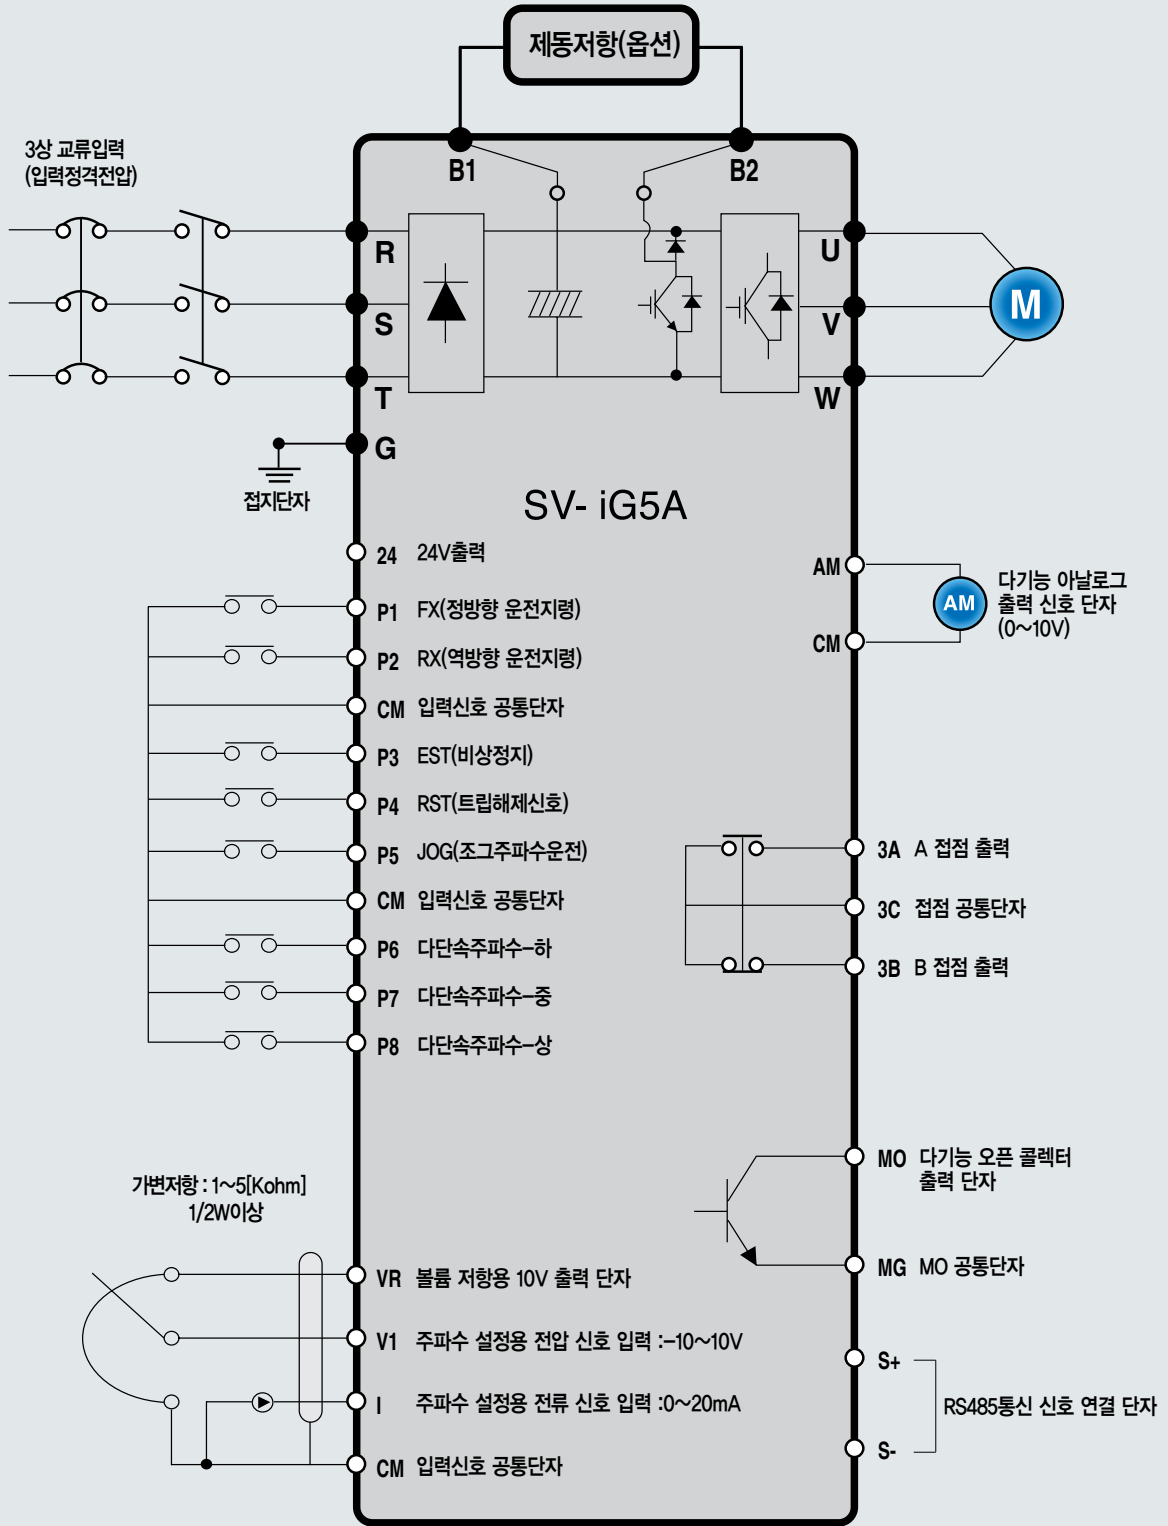 제동저항(옵션)
3상 교류입력
(입력정격전압)
B1
B2
R
S
T
G
U
V
W
M
접지단자
SV- iG5A
24 24V출력
P1 FX(정방향 운전지령)
P2 RX(역방향 운전지령)
CM 입력신호 공통단자
P3 EST(비상정지)
P4 RST(트립해제신호)
P5 JOG(조그주파수운전)
CM 입력신호 공통단자
P6 다단속주파수-하
P7 다단속주파수-중
P8 다단속주파수-상
AM
CM
AM
다기능 아날로그
출력 신호 단자
(0~10V)
3A A 접점 출력
3C 접점 공통단자
3B B 접점 출력
MO 다기능 오픈 콜렉터
출력 단자
MG MO 공통단자
가변저항 : 1~5[Kohm]
1/2W이상
VR 볼륨 저항용 10V 출력 단자
V1 주파수 설정용 전압 신호 입력 :-10~10V
I 주파수 설정용 전류 신호 입력 :0~20mA
CM 입력신호 공통단자
S+
S-
RS485통신 신호 연결 단자